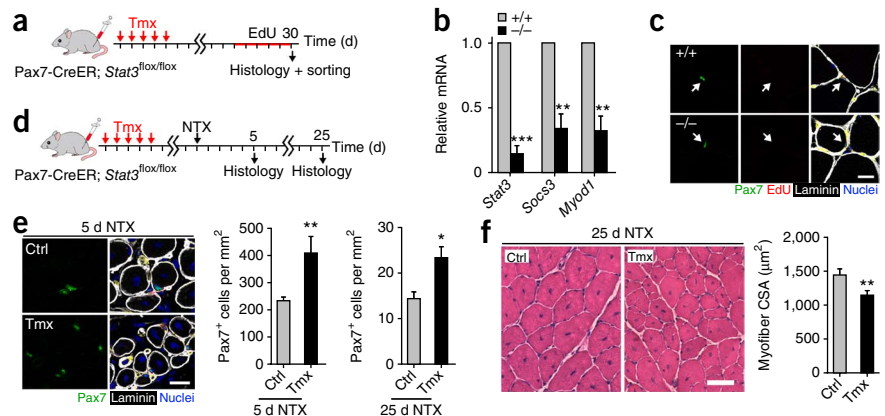 a
Tmx
EdU 30 Time (d)
Histology + sorting
Pax7-CreER; Stat3flox/flox
b
+/+
−/−
Relative mRNA
1.0
0.5
0
***
**
**
Stat3
Socs3
Myod1
c
+/+
−/−
Pax7 EdU Laminin Nuclei
d
Tmx
NTX
5 25 Time (d)
Histology Histology
Pax7-CreER; Stat3flox/flox
e
5 d NTX
Ctrl
Tmx
Pax7 Laminin Nuclei
Pax7+ cells per mm2
500
400
300
200
100
0
**
Ctrl
Tmx
5 d NTX
Pax7+ cells per mm2
30
20
10
0
*
Ctrl
Tmx
25 d NTX
f
25 d NTX
Ctrl
Tmx
Myofiber CSA (μm2)
2,000
1,500
1,000
500
0
**
Ctrl
Tmx